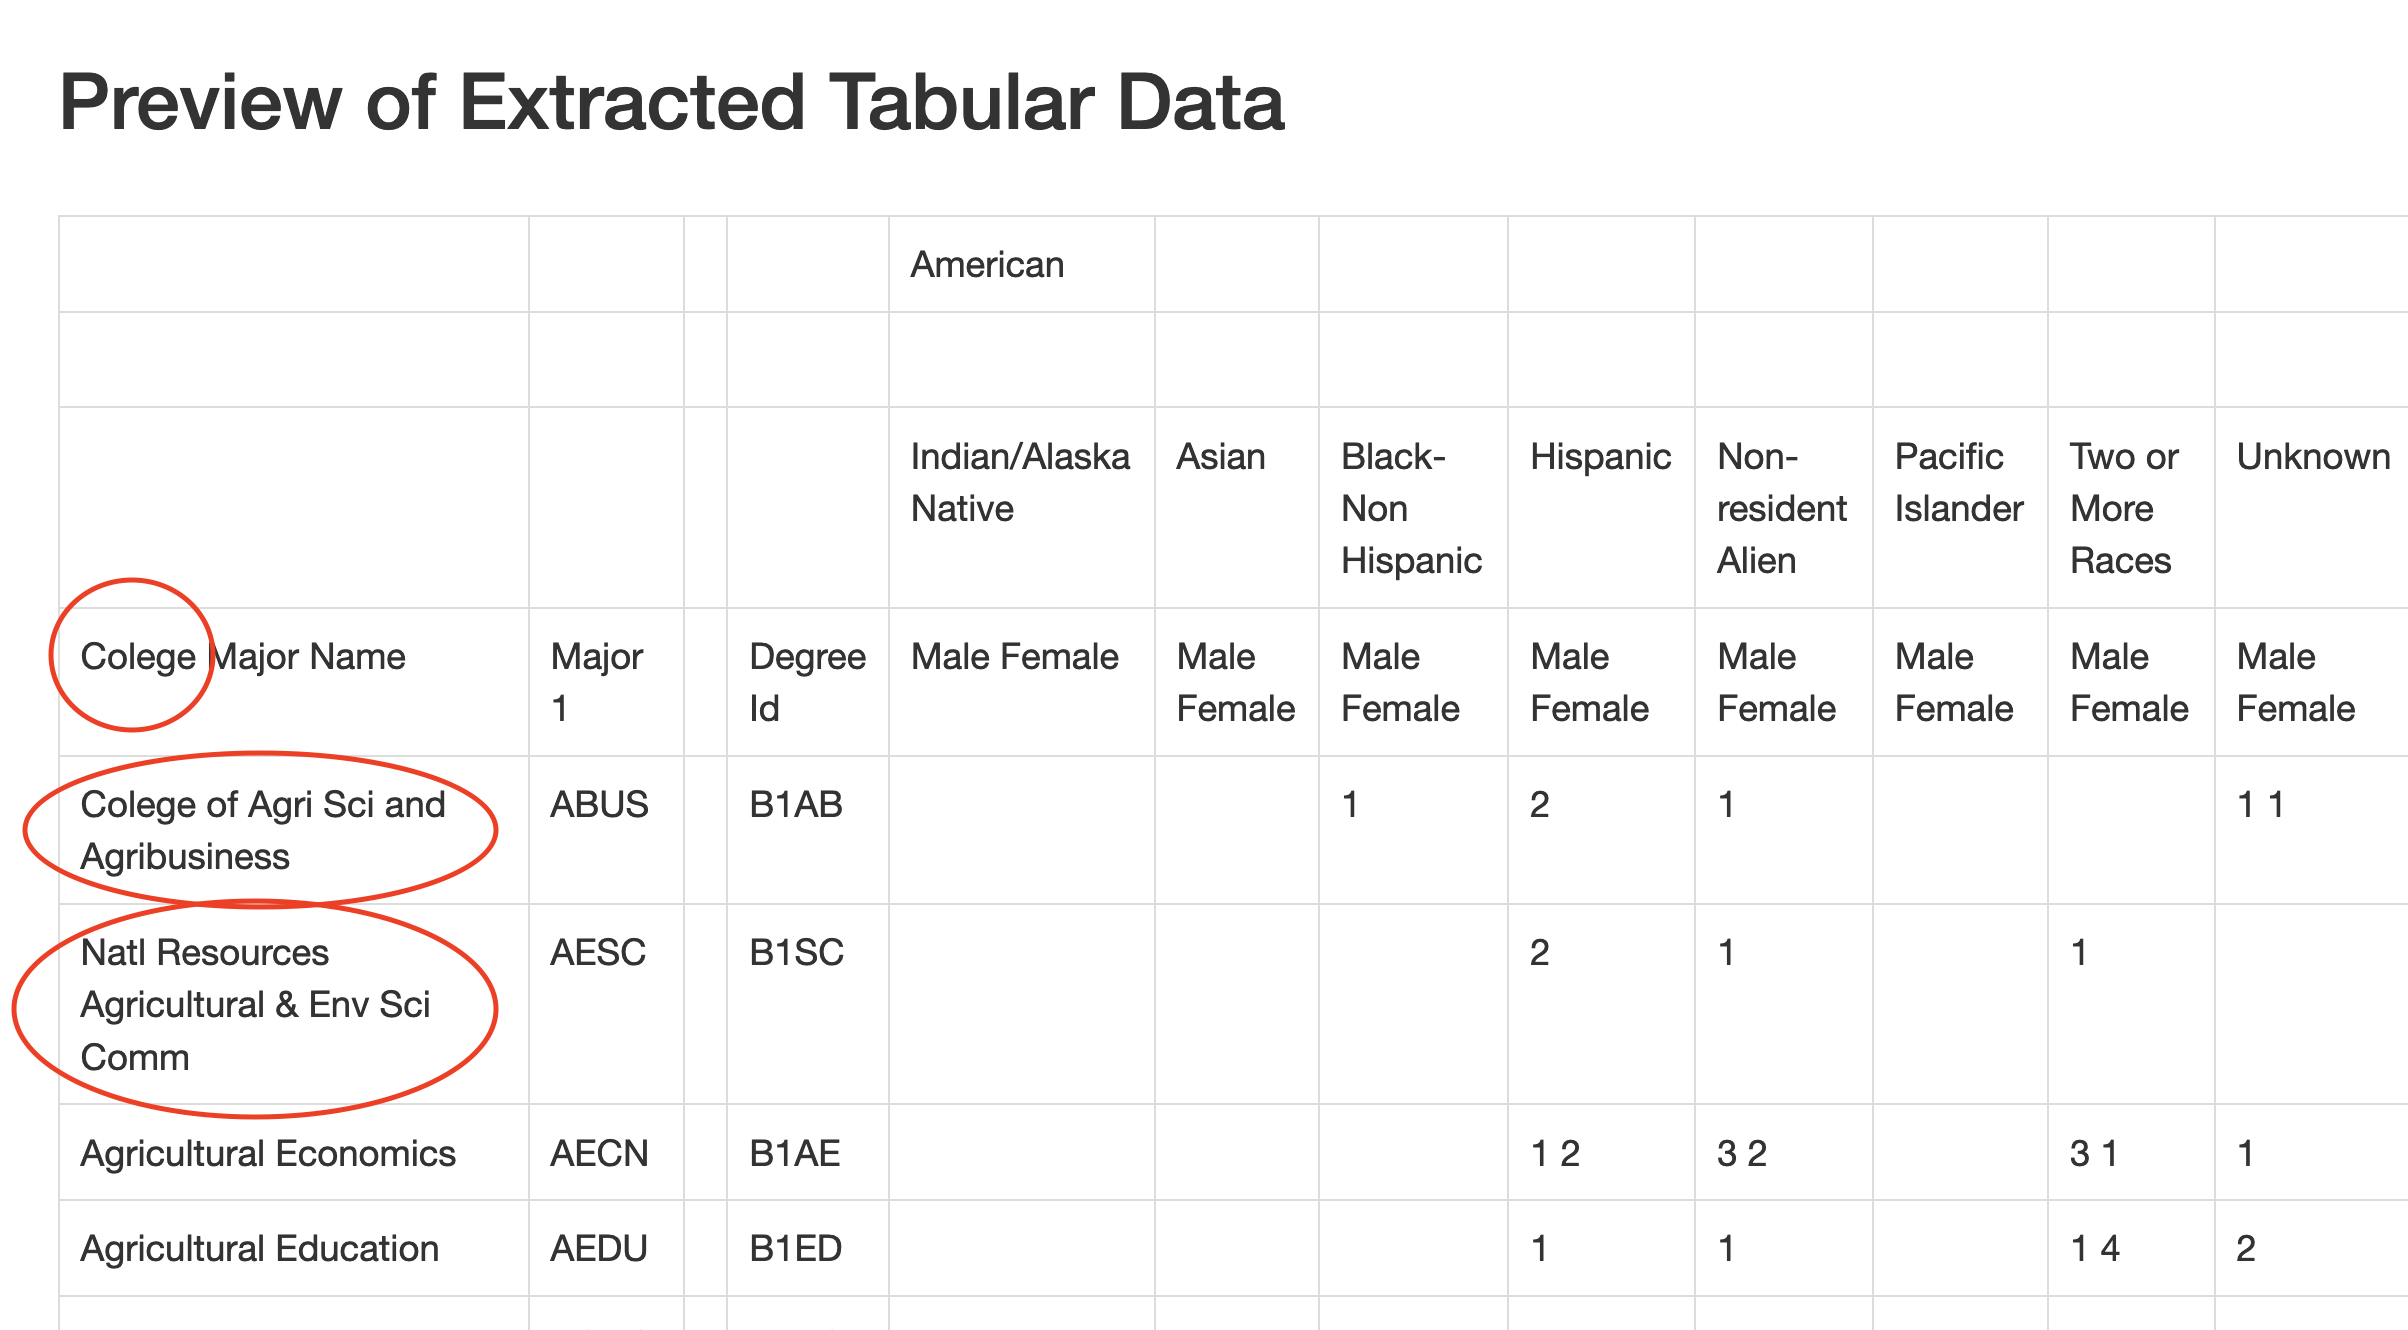 Preview of Extracted Tabular Data
American
Indian/Alaska Asian Black- Hispanic Non- Pacific Two or Unknown
Native Non resident Islander More
Hispanic Alien Races
Colege Major Name Major Degree Male Female Male Male Male Male Male Male Male
1 Id Female Female Female Female Female Female Female
Colege of Agri Sci and ABUS B1AB 1 2 1 1 1
Agribusiness
Natl Resources AESC B1SC 2 1 1
Agricultural & Env Sci
Comm
Agricultural Economics AECN B1AE 1 2 3 2 3 1 1
Agricultural Education AEDU B1ED 1 1 1 4 2